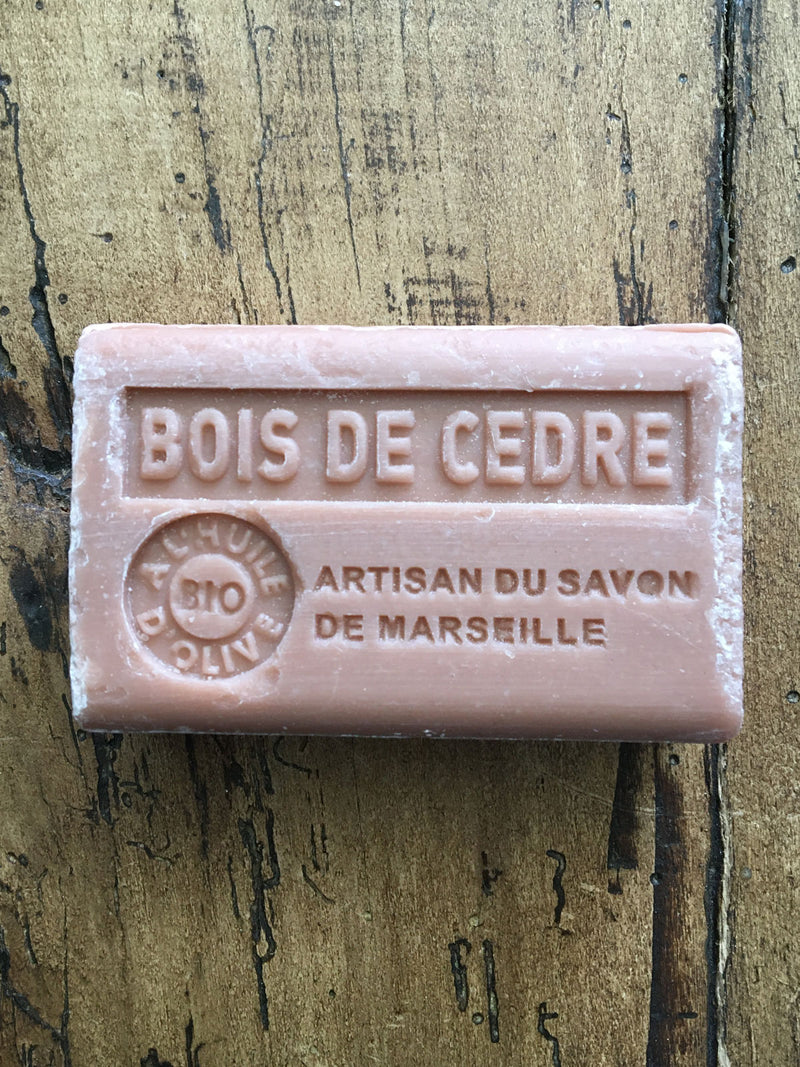 BOIS DE CEDRE
A L'HUILE
D'OLIVE
BIO
ARTISAN DU SAVON
DE MARSEILLE